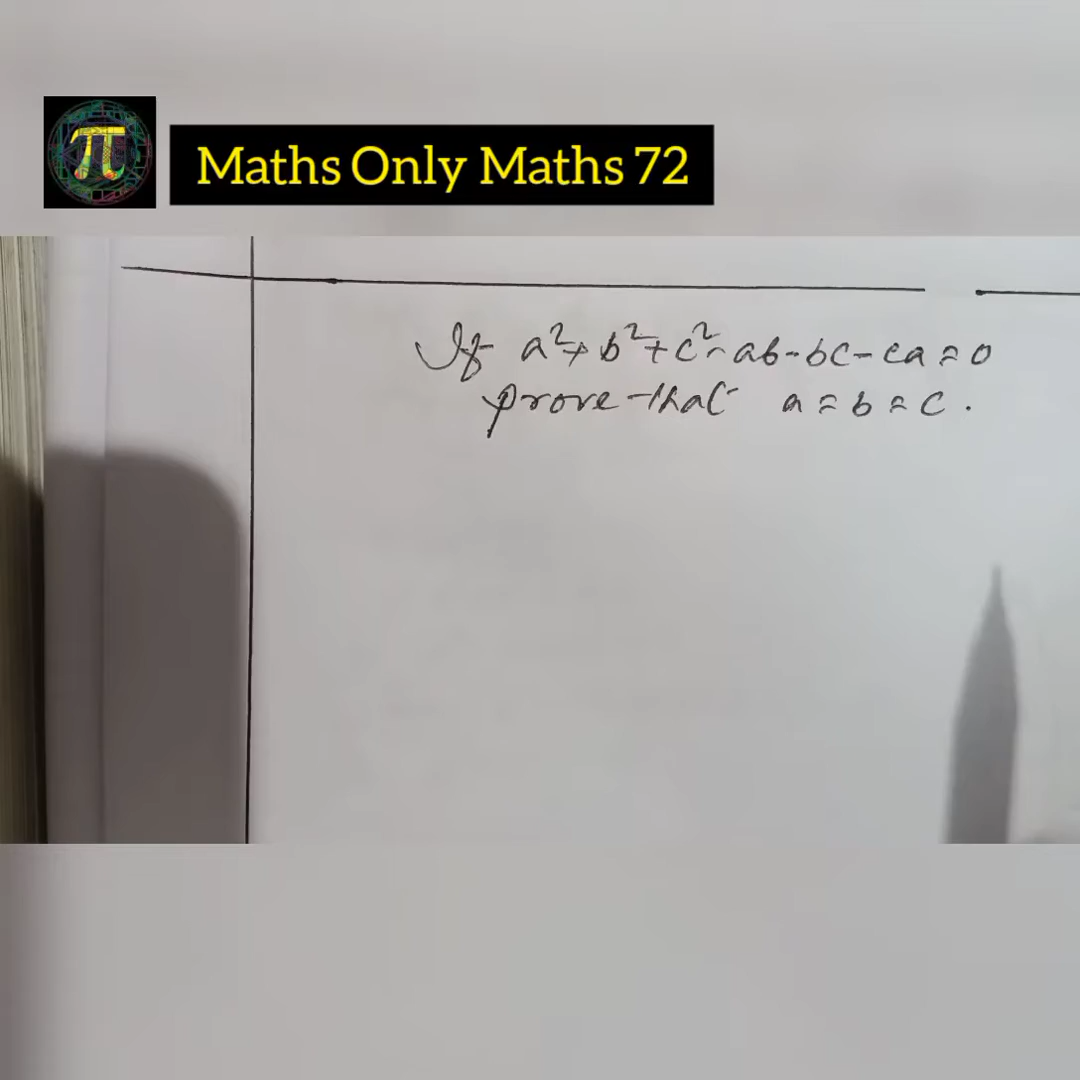 π
Maths Only Maths 72
If a²+b²+c²-ab-bc-ca=0
prove that a=b=c.